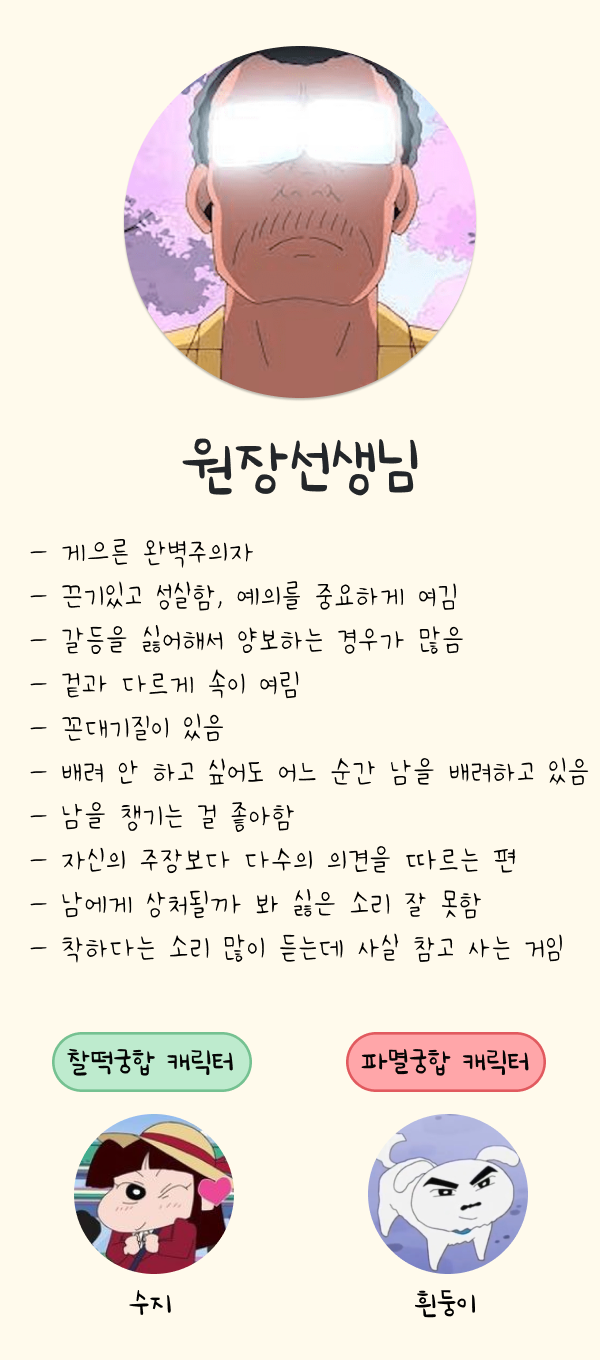 원장선생님
- 게으른 완벽주의자
- 끈기있고 성실함, 예의를 중요하게 여김
- 갈등을 싫어해서 양보하는 경우가 많음
- 겉과 다르게 속이 여림
- 꼰대기질이 있음
- 배려 안 하고 싶어도 어느 순간 남을 배려하고 있음
- 남을 챙기는 걸 좋아함
- 자신의 주장보다 다수의 의견을 따르는 편
- 남에게 상처될까 봐 싫은 소리 잘 못함
- 착하다는 소리 많이 듣는데 사실 참고 사는 거임
찰떡궁합 캐릭터
파멸궁합 캐릭터
수지
흰둥이